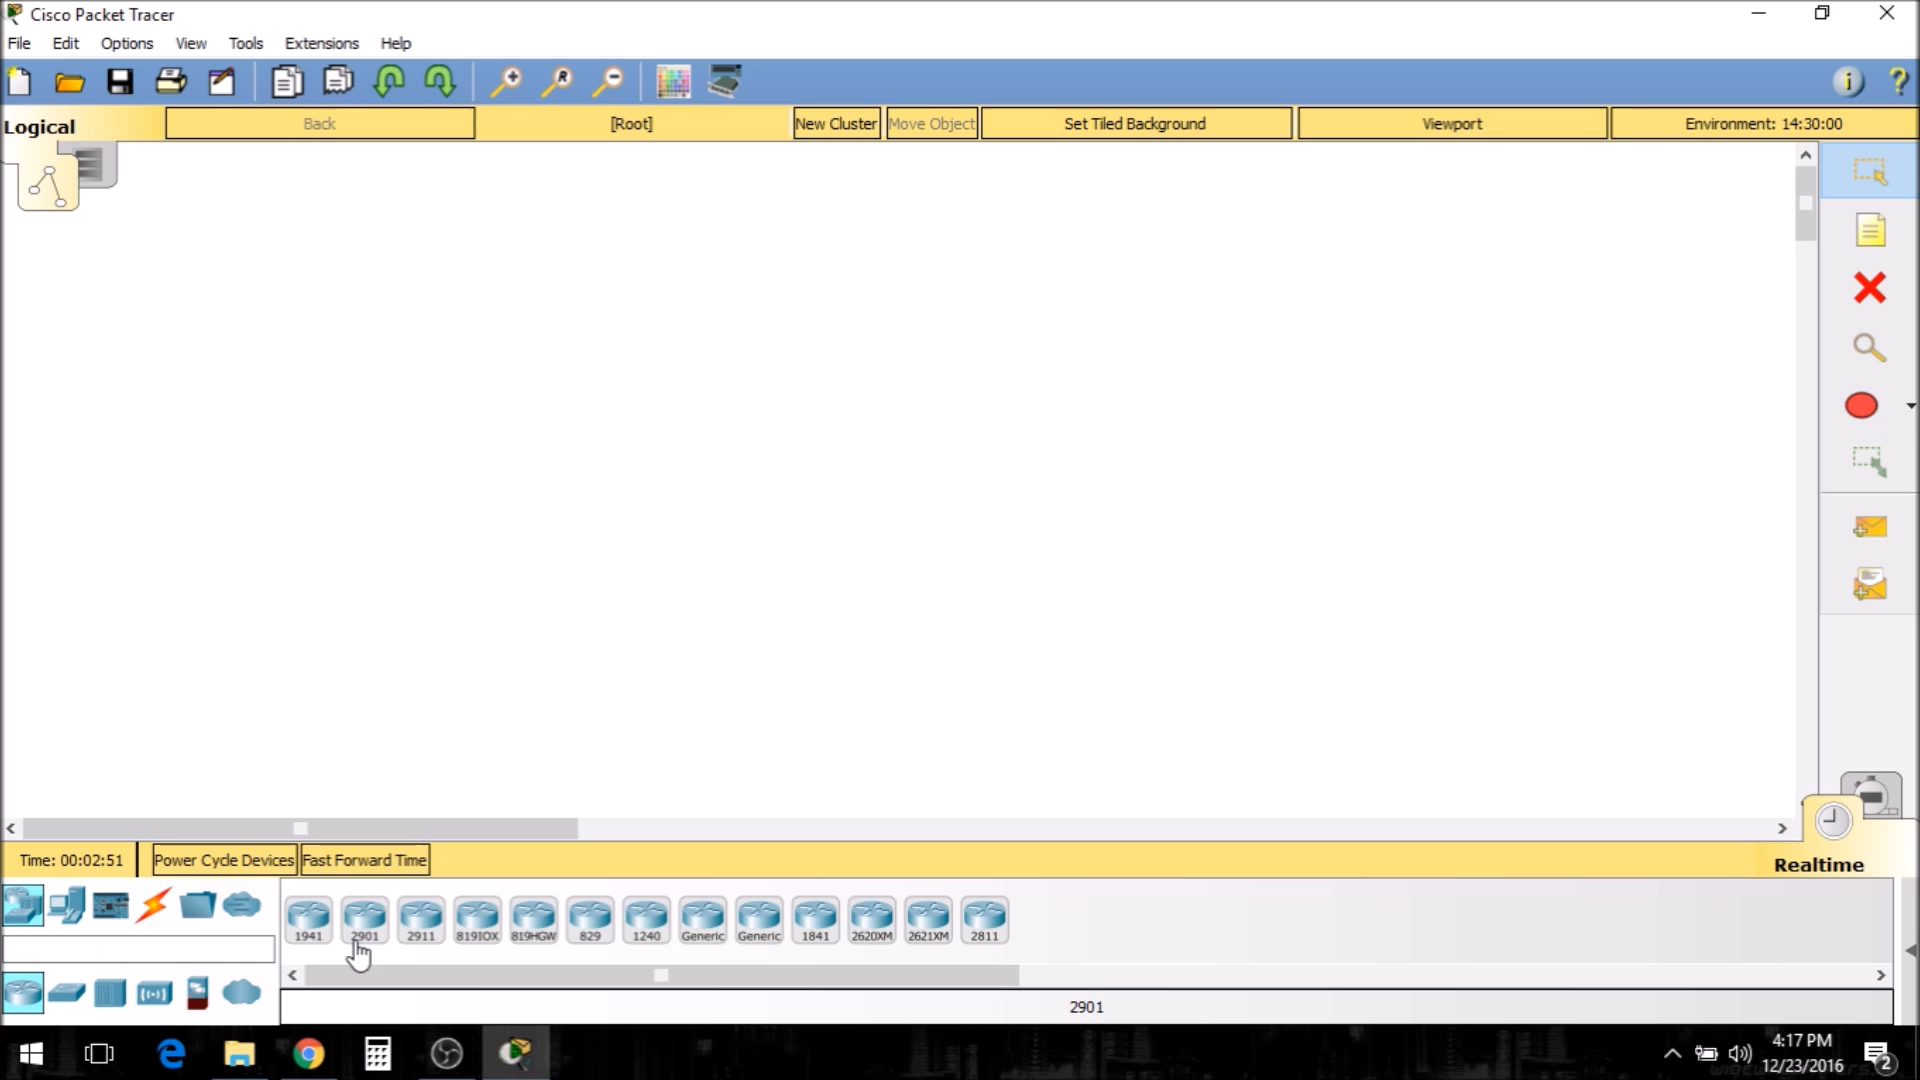 Cisco Packet Tracer
File Edit Options View Tools Extensions Help
Logical Back [Root] New Cluster Move Object Set Tiled Background Viewport Environment: 14:30:00
Time: 00:02:51 Power Cycle Devices Fast Forward Time
Realtime
1941 2901 2911 819IOX 819HGW 829 1240 Generic Generic 1841 2620XM 2621XM 2811
2901
4:17 PM
12/23/2016
2